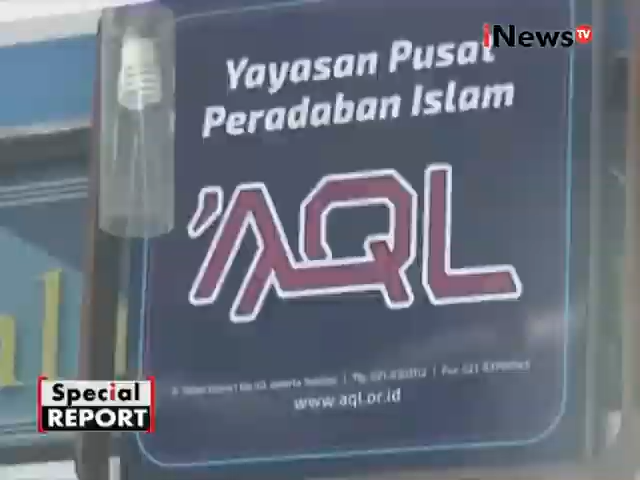 iNews TV
Yayasan Pusat
Peradaban Islam
'AQL
www.aql.or.id
Special
REPORT